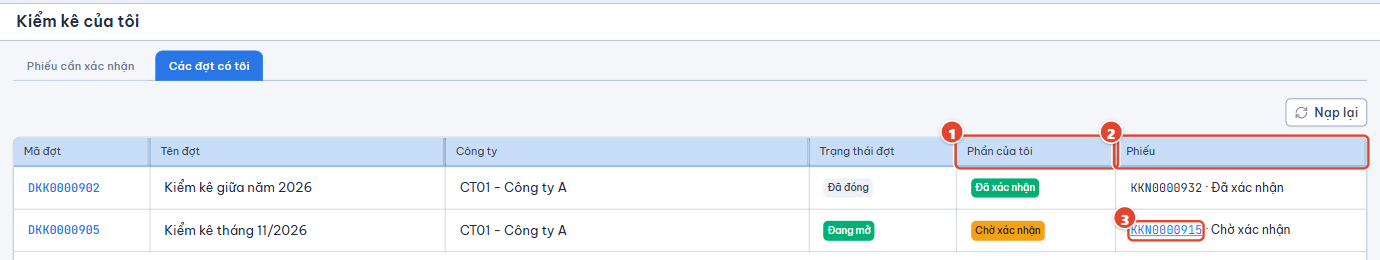 Kiểm kê của tôi
Phiếu cần xác nhận Các đợt có tôi
Nạp lại
1 2
Mã đợt Tên đợt Công ty Trạng thái đợt Phần của tôi Phiếu
DKK0000902 Kiểm kê giữa năm 2026 CT01 - Công ty A Đã đóng Đã xác nhận KKN0000932 · Đã xác nhận
3
DKK0000905 Kiểm kê tháng 11/2026 CT01 - Công ty A Đang mở Chờ xác nhận KKN0000915 · Chờ xác nhận